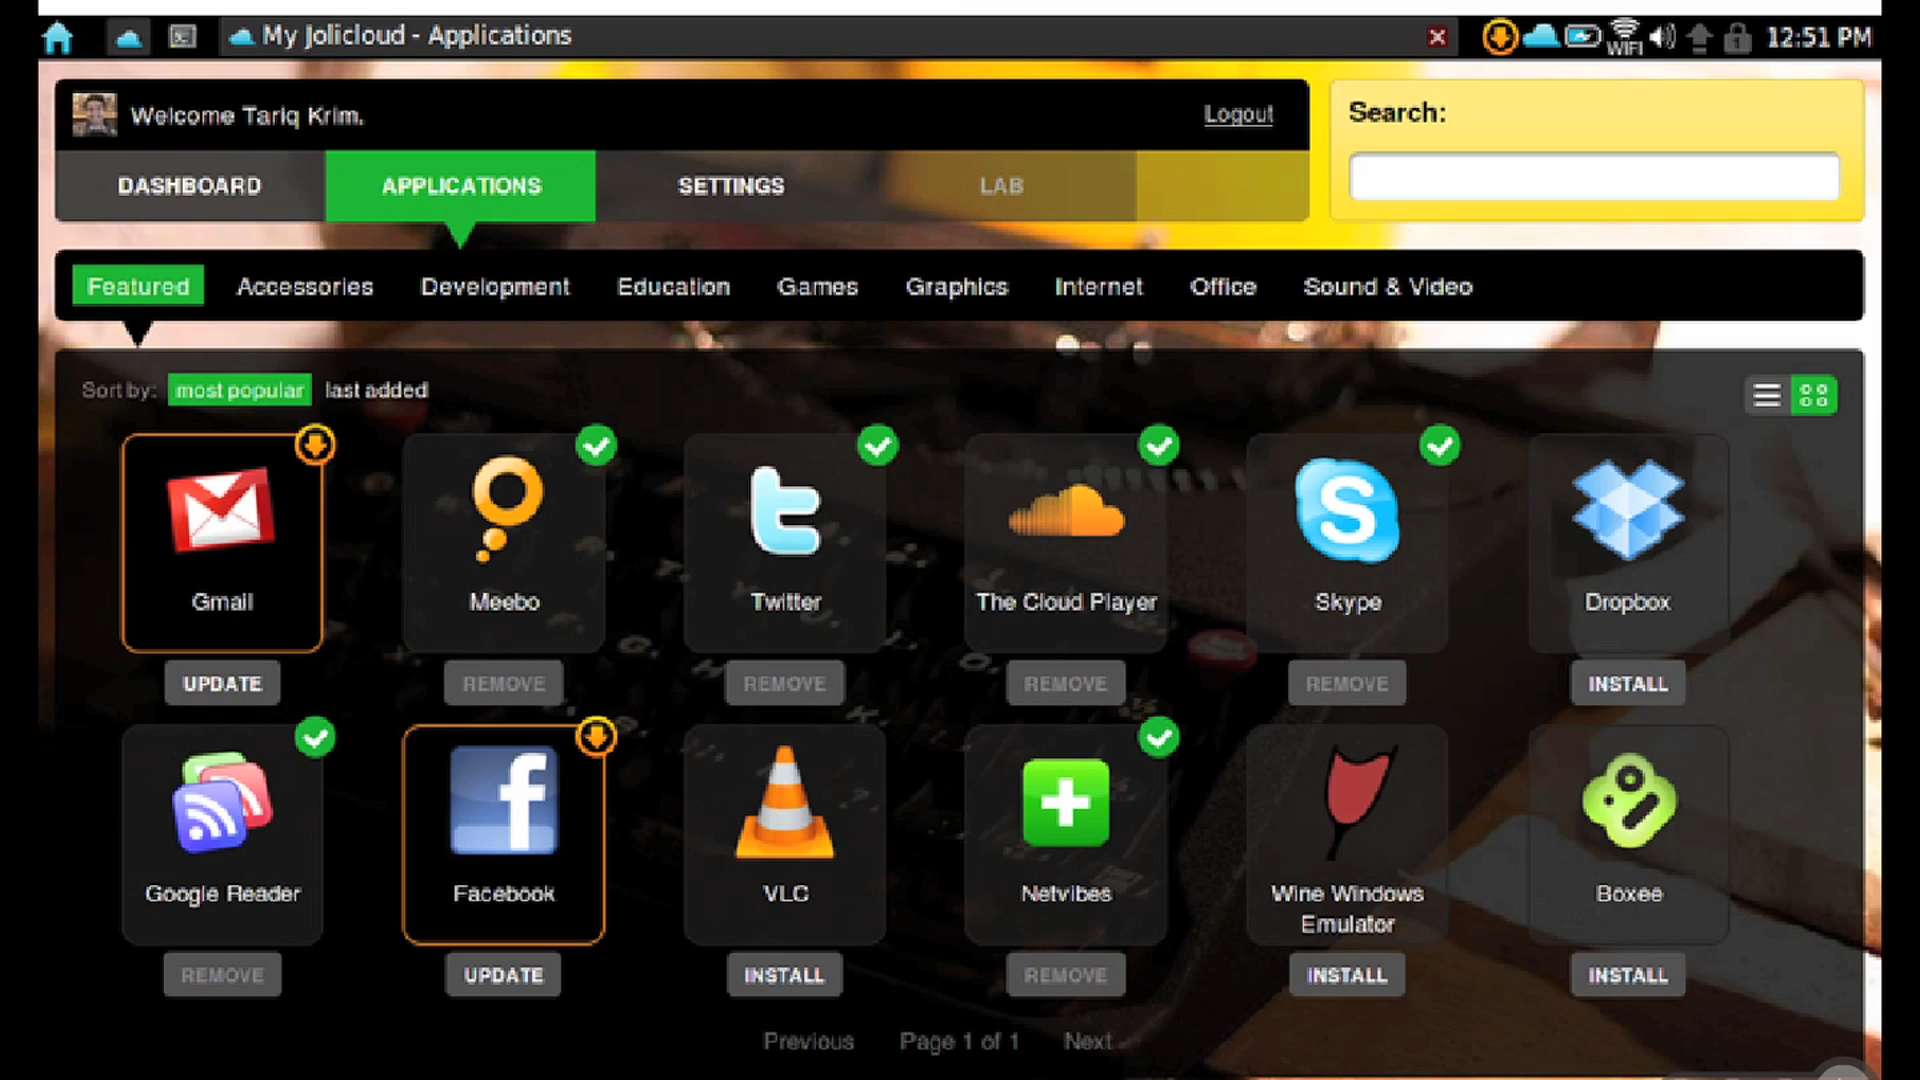 My Jolicloud - Applications
WIFI
12:51 PM
Welcome Tariq Krim.
Logout
Search:
DASHBOARD APPLICATIONS SETTINGS LAB
Featured Accessories Development Education Games Graphics Internet Office Sound & Video
Sort by: most popular last added
Gmail Meebo Twitter The Cloud Player Skype Dropbox
UPDATE REMOVE REMOVE REMOVE REMOVE INSTALL
Google Reader Facebook VLC Netvibes Wine Windows Boxee
Emulator
REMOVE UPDATE INSTALL REMOVE INSTALL INSTALL
Previous Page 1 of 1 Next